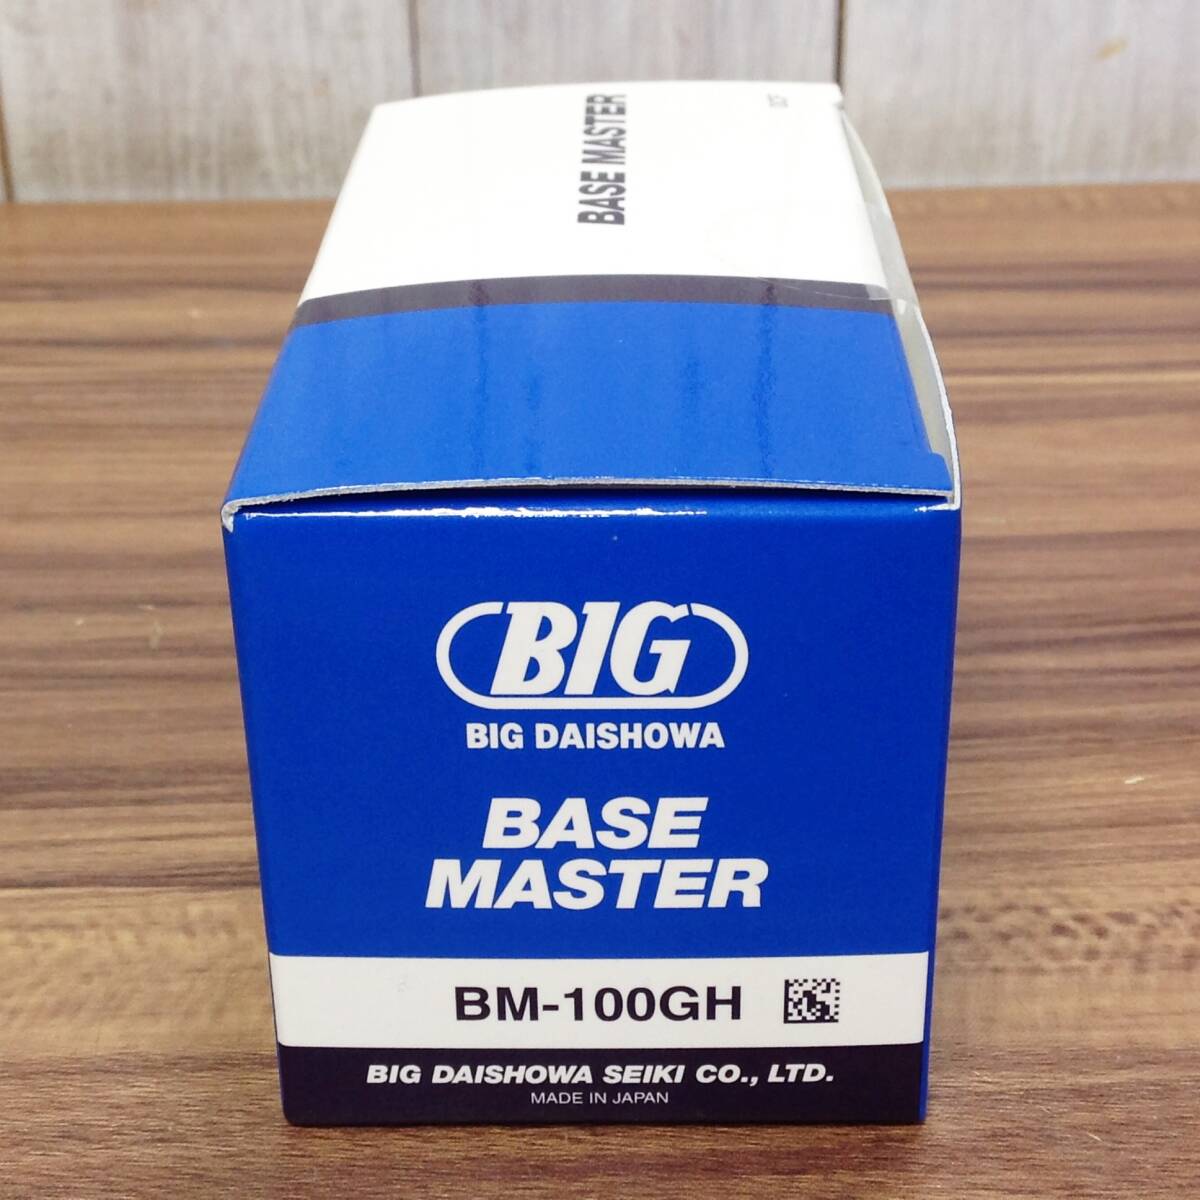 BASE MASTER
BIG
BIG DAISHOWA
BASE
MASTER
BM-100GH
BIG DAISHOWA SEIKI CO., LTD.
MADE IN JAPAN